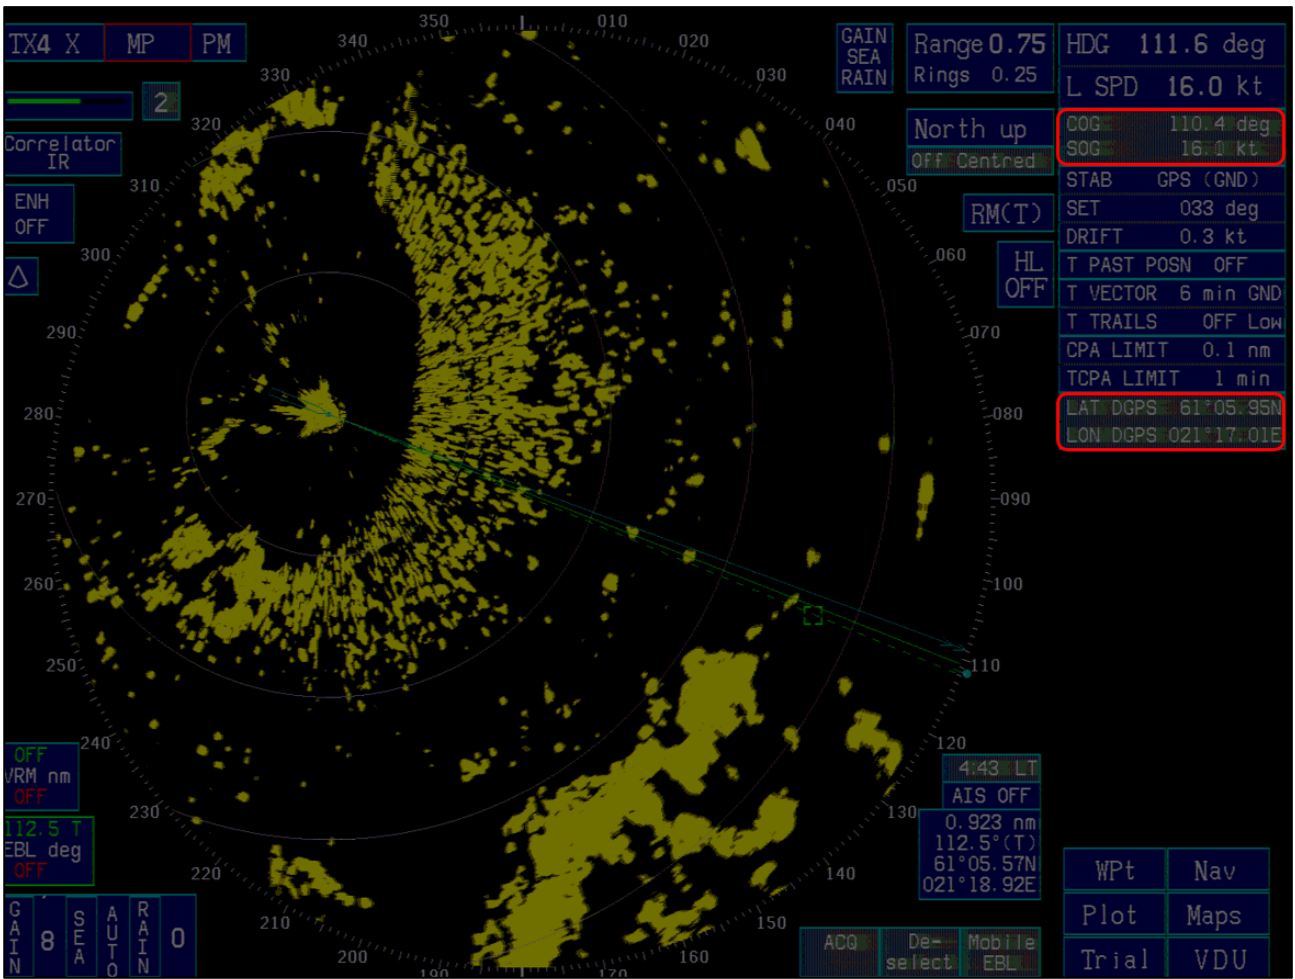 TX4 X MP PM
2
Correlator
IR
ENH
OFF
350 010
340 020
330 030
320 040
310 050
300 060
290 070
280 080
270 090
260 100
250 110
240 120
230 130
220 140
210 150
200 190 170 160
GAIN
SEA
RAIN
Range 0.75
Rings 0.25
North up
Off Centred
RM(T)
HL
OFF
HDG 111.6 deg
L SPD 16.0 kt
COG 110.4 deg
SOG 16.0 kt
STAB GPS (GND)
SET 033 deg
DRIFT 0.3 kt
T PAST POSN OFF
T VECTOR 6 min GND
T TRAILS OFF Low
CPA LIMIT 0.1 nm
TCPA LIMIT 1 min
LAT DGPS 61°05.95N
LON DGPS 021°17.01E
OFF
VRM nm
OFF
112.5 T
EBL deg
OFF
GAIN 8 SEA AUTO RAIN 0
4:43 LT
AIS OFF
0.923 nm
112.5°(T)
61°05.57N
021°18.92E
ACQ
De-
select
Mobile
EBL
WPt Nav
Plot Maps
Trial VDU